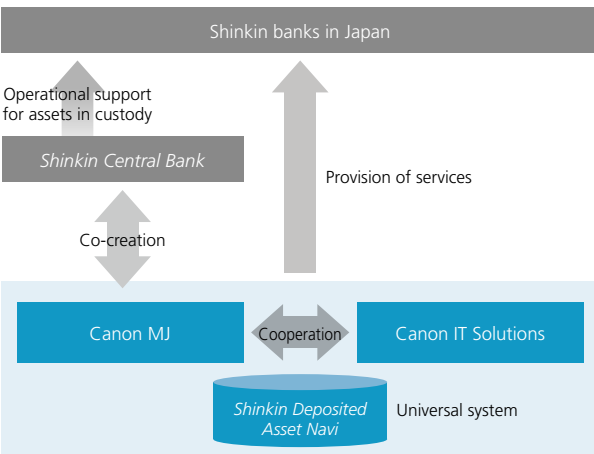 Shinkin banks in Japan
Operational support
for assets in custody
Shinkin Central Bank
Provision of services
Co-creation
Canon MJ
Cooperation
Canon IT Solutions
Shinkin Deposited
Asset Navi
Universal system